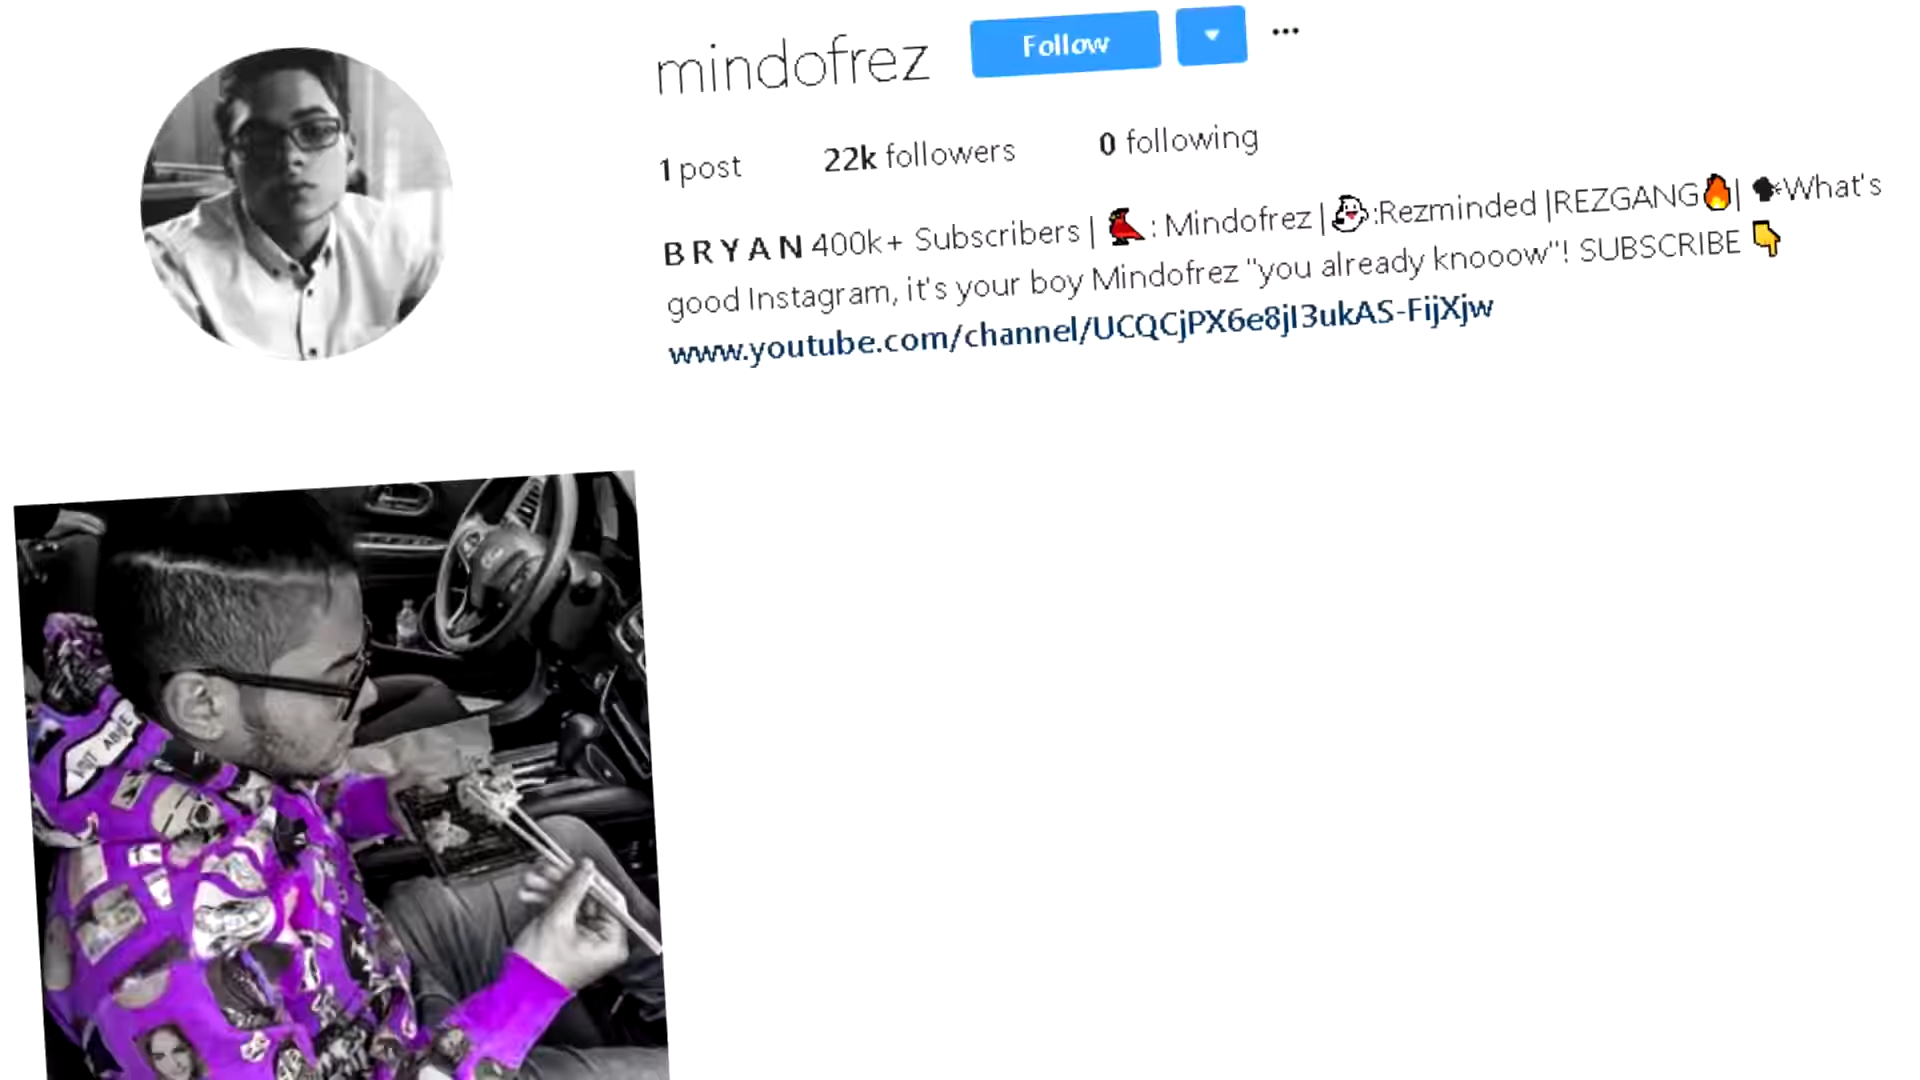 mindofrez Follow
1 post 22k followers 0 following
BRYAN 400k+ Subscribers | : Mindofrez | :Rezminded |REZGANG🔥| 🗣What's
good Instagram, it's your boy Mindofrez "you already knooow"! SUBSCRIBE 👇
www.youtube.com/channel/UCQCjPX6e8jI3ukAS-FijXjw